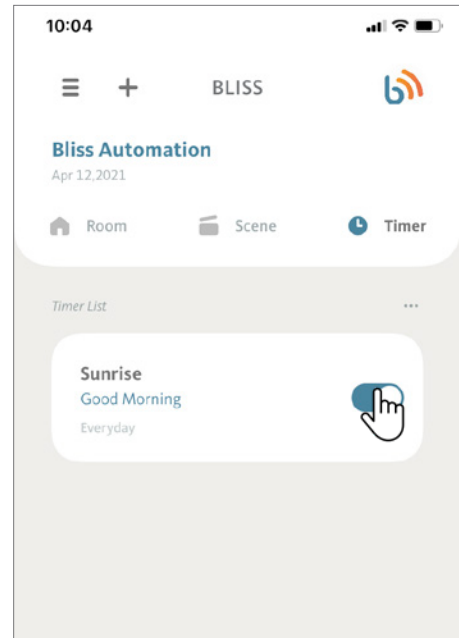 10:04
BLISS
Bliss Automation
Apr 12,2021
Room Scene Timer
Timer List
Sunrise
Good Morning
Everyday